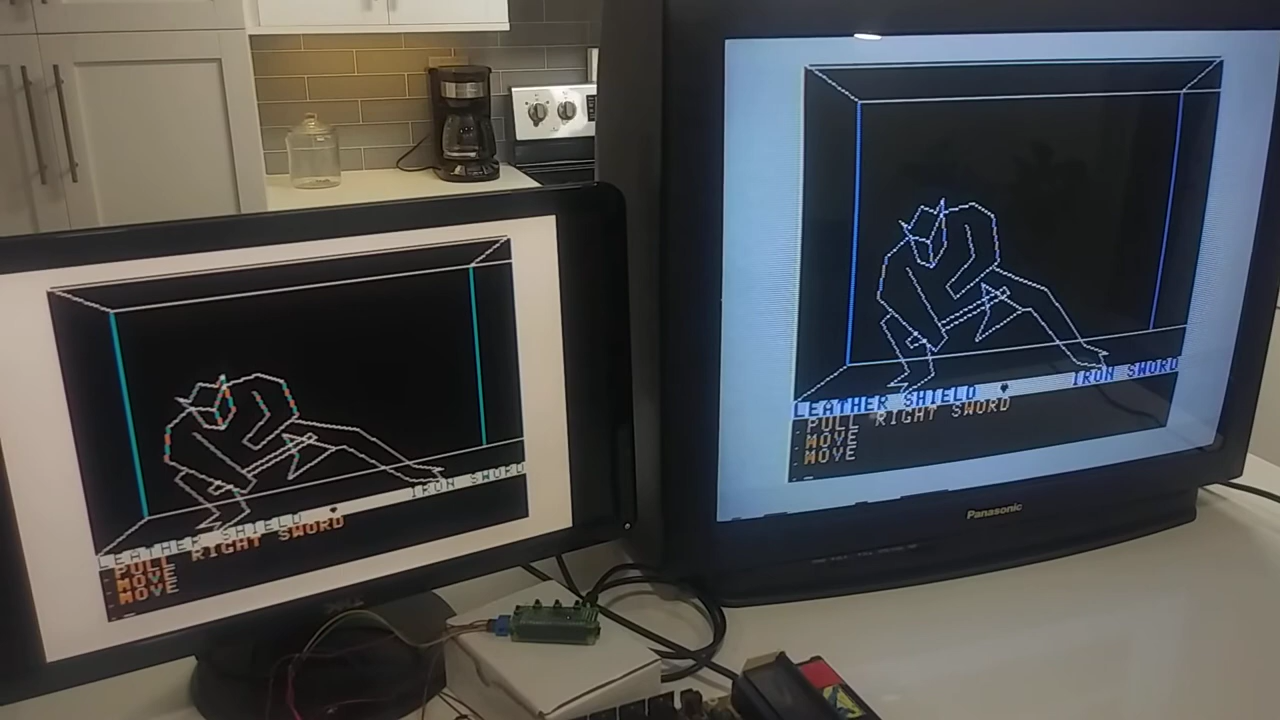 LEATHER SHIELD IRON SWORD
.PULL RIGHT SWORD
.MOVE
.MOVE
. _
LEATHER SHIELD IRON SWORD
.PULL RIGHT SWORD
.MOVE
.MOVE
. _
Panasonic
DELL